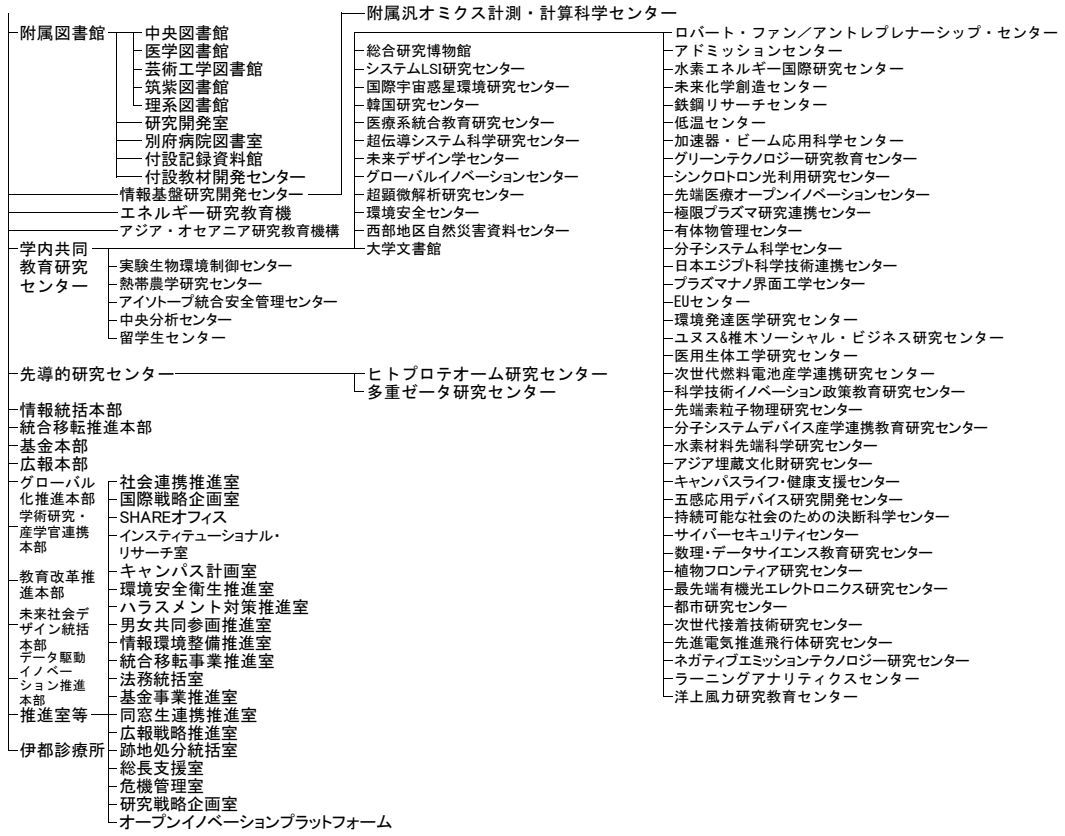 附属汎オミクス計測・計算科学センター
附属図書館
中央図書館
医学図書館
芸術工学図書館
筑紫図書館
理系図書館
研究開発室
別府病院図書室
付設記録資料館
付設教材開発センター
情報基盤研究開発センター
エネルギー研究教育機
アジア・オセアニア研究教育機構
学内共同
教育研究
センター
実験生物環境制御センター
熱帯農学研究センター
アイソトープ統合安全管理センター
中央分析センター
留学生センター
総合研究博物館
システムLSI研究センター
国際宇宙惑星環境研究センター
韓国研究センター
医療系統合教育研究センター
超伝導システム科学研究センター
未来デザイン学センター
グローバルイノベーションセンター
超顕微解析研究センター
環境安全センター
西部地区自然災害資料センター
大学文書館
ロバート・ファン／アントレプレナーシップ・センター
アドミッションセンター
水素エネルギー国際研究センター
未来化学創造センター
鉄鋼リサーチセンター
低温センター
加速器・ビーム応用科学センター
グリーンテクノロジー研究教育センター
シンクロトロン光利用研究センター
先端医療オープンイノベーションセンター
極限プラズマ研究連携センター
有体物管理センター
分子システム科学センター
日本エジプト科学技術連携センター
プラズマナノ界面工学センター
EUセンター
環境発達医学研究センター
ユヌス&椎木ソーシャル・ビジネス研究センター
医用生体工学研究センター
次世代燃料電池産学連携研究センター
科学技術イノベーション政策教育研究センター
先端素粒子物理研究センター
分子システムデバイス産学連携教育研究センター
水素材料先端科学研究センター
アジア埋蔵文化財研究センター
キャンパスライフ・健康支援センター
五感応用デバイス研究開発センター
持続可能な社会のための決断科学センター
サイバーセキュリティセンター
数理・データサイエンス教育研究センター
植物フロンティア研究センター
最先端有機光エレクトロニクス研究センター
都市研究センター
次世代接着技術研究センター
先進電気推進飛行体研究センター
ネガティブエミッションテクノロジー研究センター
ラーニングアナリティクスセンター
洋上風力研究教育センター
先導的研究センター
ヒトプロテオーム研究センター
多重ゼータ研究センター
情報統括本部
統合移転推進本部
基金本部
広報本部
グローバル
化推進本部
学術研究・
産学官連携
本部
教育改革推
進本部
未来社会デ
ザイン統括
本部
データ駆動
イノベー
ション推進
本部
推進室等
社会連携推進室
国際戦略企画室
SHAREオフィス
インスティテューショナル・
リサーチ室
キャンパス計画室
環境安全衛生推進室
ハラスメント対策推進室
男女共同参画推進室
情報環境整備推進室
統合移転事業推進室
法務統括室
基金事業推進室
同窓生連携推進室
広報戦略推進室
跡地処分統括室
総長支援室
危機管理室
研究戦略企画室
オープンイノベーションプラットフォーム
伊都診療所